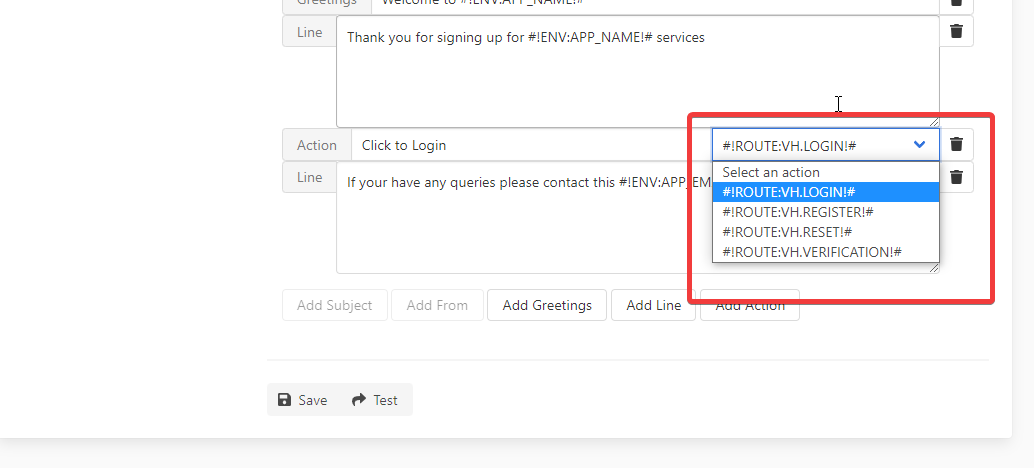 Greetings Welcome to #!ENV:APP_NAME!#
Line
Thank you for signing up for #!ENV:APP_NAME!# services
Action Click to Login #!ROUTE:VH.LOGIN!#
Line
If your have any queries please contact this #!ENV:APP_EM
Select an action
#!ROUTE:VH.LOGIN!#
#!ROUTE:VH.REGISTER!#
#!ROUTE:VH.RESET!#
#!ROUTE:VH.VERIFICATION!#
Add Subject Add From Add Greetings Add Line Add Action
Save Test